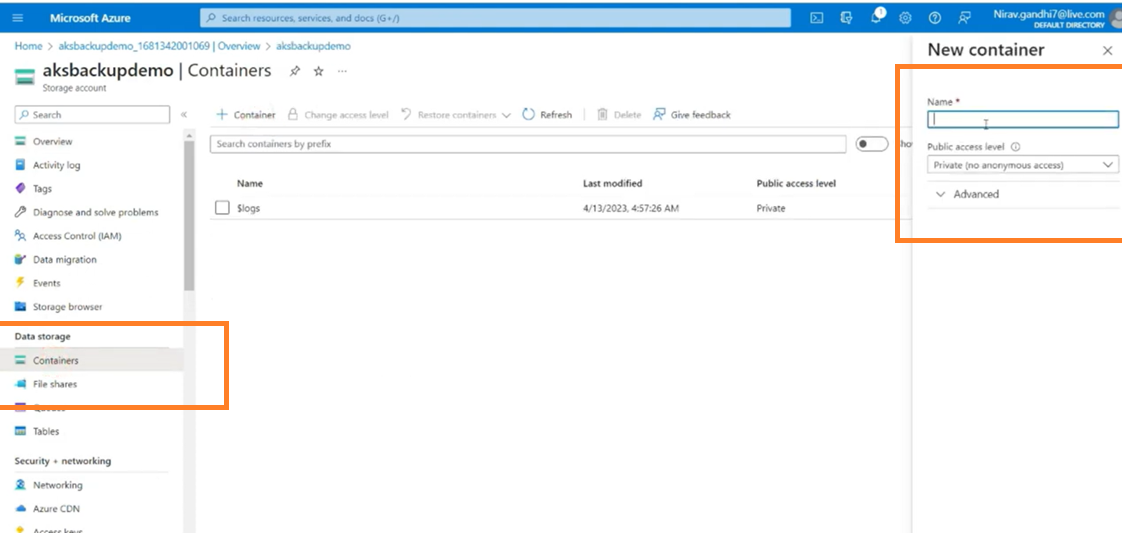 Microsoft Azure
Search resources, services, and docs (G+/)
1
Nirav.gandhi7@live.com
DEFAULT DIRECTORY
Home > aksbackupdemo_1681342001069 | Overview > aksbackupdemo
aksbackupdemo | Containers
Storage account
Search
Overview
Activity log
Tags
Diagnose and solve problems
Access Control (IAM)
Data migration
Events
Storage browser
Data storage
Containers
File shares
Queues
Tables
Security + networking
Networking
Azure CDN
Access keys
Container
Change access level
Restore containers
Refresh
Delete
Give feedback
Search containers by prefix
Name Last modified Public access level
$logs 4/13/2023, 4:57:26 AM Private
New container
Name *
Public access level
Private (no anonymous access)
Advanced